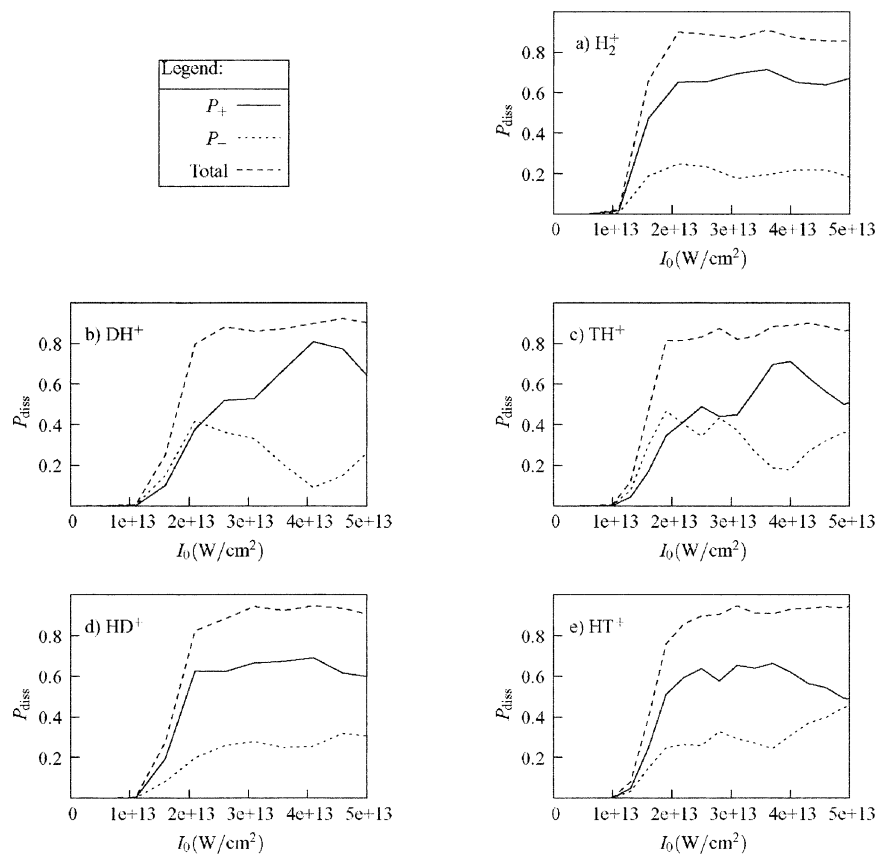 Legend:
P₊
P₋
Total
a) H₂⁺
P_diss
0.8
0.6
0.4
0.2
0 1e+13 2e+13 3e+13 4e+13 5e+13
I₀(W/cm²)
b) DH⁺
P_diss
0.8
0.6
0.4
0.2
0 1e+13 2e+13 3e+13 4e+13 5e+13
I₀(W/cm²)
c) TH⁺
P_diss
0.8
0.6
0.4
0.2
0 1e+13 2e+13 3e+13 4e+13 5e+13
I₀(W/cm²)
d) HD⁺
P_diss
0.8
0.6
0.4
0.2
0 1e+13 2e+13 3e+13 4e+13 5e+13
I₀(W/cm²)
e) HT⁺
P_diss
0.8
0.6
0.4
0.2
0 1e+13 2e+13 3e+13 4e+13 5e+13
I₀(W/cm²)